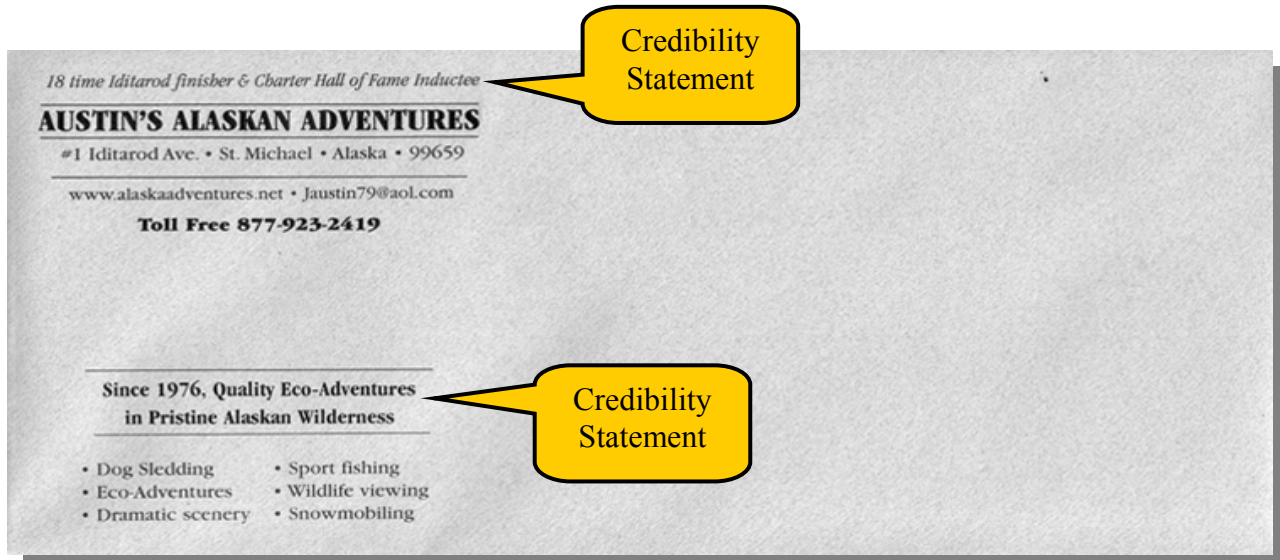 Credibility
Statement
18 time Iditarod finisher & Charter Hall of Fame Inductee
AUSTIN'S ALASKAN ADVENTURES
#1 Iditarod Ave. • St. Michael • Alaska • 99659
www.alaskaadventures.net • Jaustin79@aol.com
Toll Free 877-923-2419
Since 1976, Quality Eco-Adventures
in Pristine Alaskan Wilderness
Credibility
Statement
• Dog Sledding • Sport fishing
• Eco-Adventures • Wildlife viewing
• Dramatic scenery • Snowmobiling